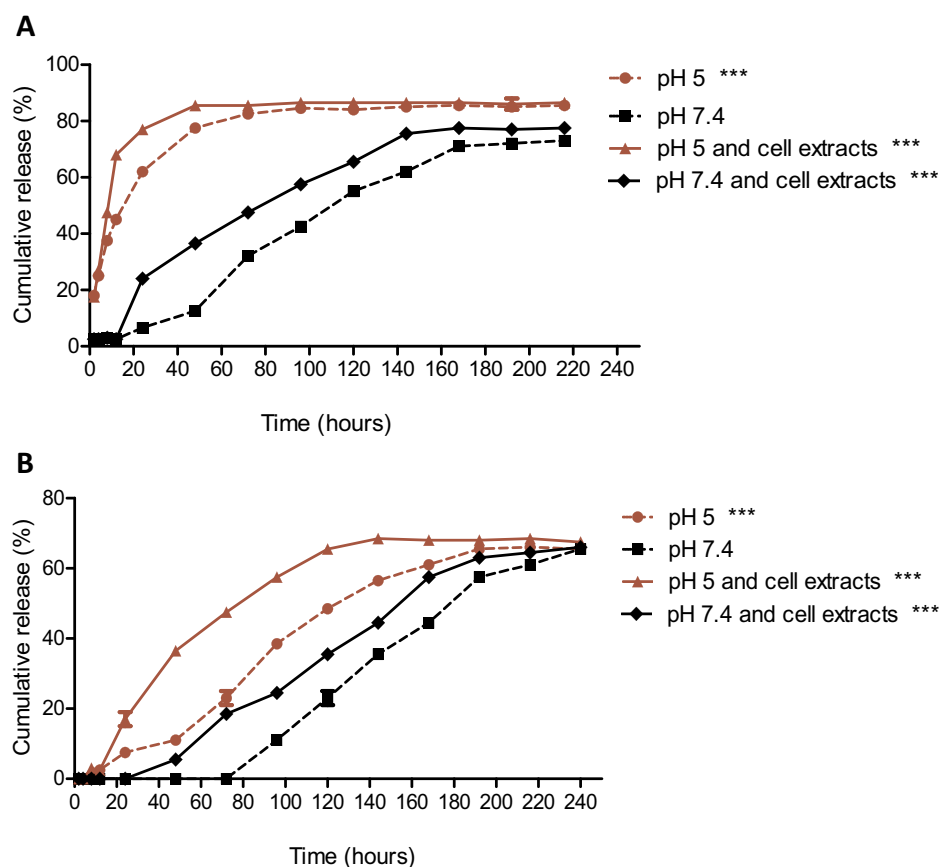 A
Cumulative release (%)
100
80
60
40
20
0
0 20 40 60 80 100 120 140 160 180 200 220 240
Time (hours)
pH 5 ***
pH 7.4
pH 5 and cell extracts ***
pH 7.4 and cell extracts ***
B
Cumulative release (%)
80
60
40
20
0
0 20 40 60 80 100 120 140 160 180 200 220 240
Time (hours)
pH 5 ***
pH 7.4
pH 5 and cell extracts ***
pH 7.4 and cell extracts ***